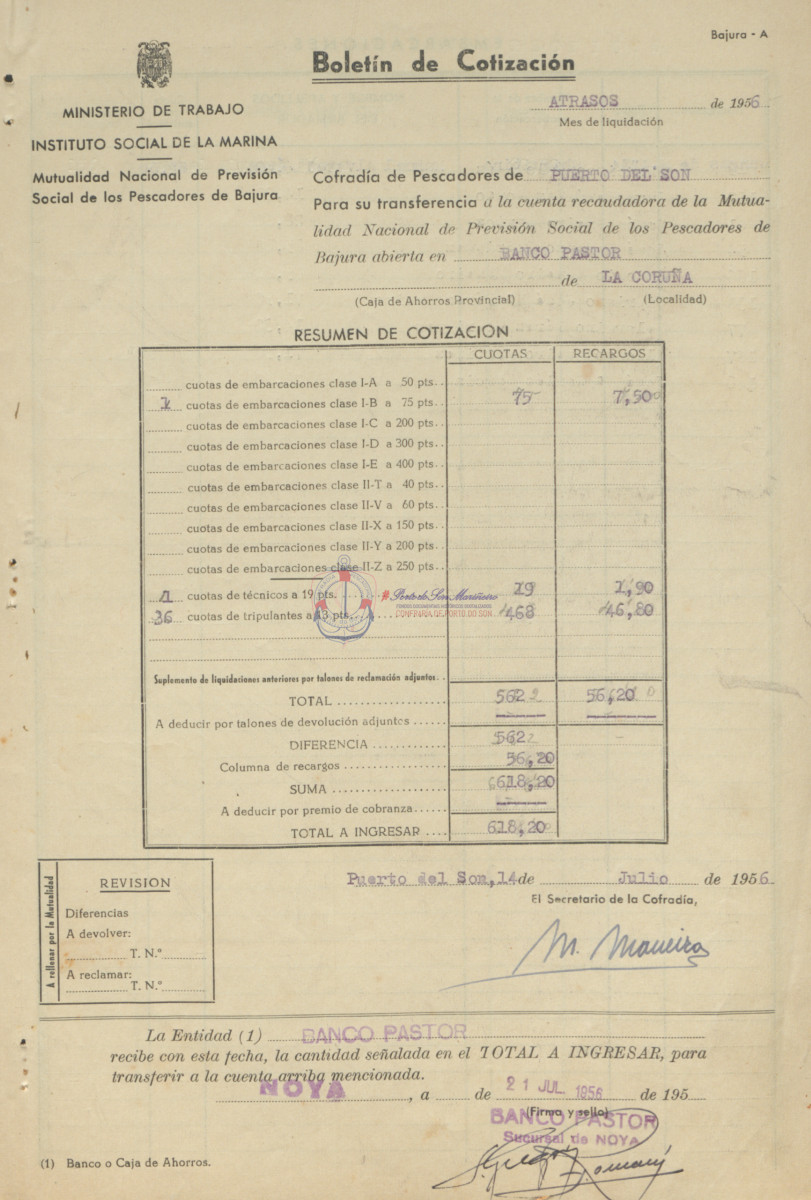 Bajura - A
Boletín de Cotización
MINISTERIO DE TRABAJO
INSTITUTO SOCIAL DE LA MARINA
Mutualidad Nacional de Previsión
Social de los Pescadores de Bajura
ATRASOS de 1956
Mes de liquidación
Cofradía de Pescadores de PUERTO DEL SON
Para su transferencia a la cuenta recaudadora de la Mutua-
lidad Nacional de Previsión Social de los Pescadores de
Bajura abierta en BANCO PASTOR
de LA CORUÑA
(Caja de Ahorros Provincial) (Localidad)
RESUMEN DE COTIZACION
CUOTAS RECARGOS
cuotas de embarcaciones clase I-A a 50 pts.
1 cuotas de embarcaciones clase I-B a 75 pts. 75 7,50
cuotas de embarcaciones clase I-C a 200 pts.
cuotas de embarcaciones clase I-D a 300 pts.
cuotas de embarcaciones clase I-E a 400 pts.
cuotas de embarcaciones clase II-T a 40 pts.
cuotas de embarcaciones clase II-V a 60 pts.
cuotas de embarcaciones clase II-X a 150 pts.
cuotas de embarcaciones clase II-Y a 200 pts.
cuotas de embarcaciones clase II-Z a 250 pts.
1 cuotas de técnicos a 19 pts. 19 1,90
Porto do Son Mariñeiro
36 cuotas de tripulantes a 13 pts. 468 46,80
CONFRARÍA DE PORTO DO SON
Suplemento de liquidaciones anteriores por talones de reclamación adjuntos.
TOTAL 562 56,20
A deducir por talones de devolución adjuntos
DIFERENCIA 562
Columna de recargos 56,20
SUMA 618,20
A deducir por premio de cobranza
TOTAL A INGRESAR 618,20
A rellenar por la Mutualidad
REVISION
Diferencias
A devolver:
T. N.º
A reclamar:
T. N.º
Puerto del Son, 14 de Julio de 1956
El Secretario de la Cofradía,
M. Maneiro
La Entidad (1) BANCO PASTOR
recibe con esta fecha, la cantidad señalada en el TOTAL A INGRESAR, para
transferir a la cuenta arriba mencionada.
NOYA, a de 21 JUL 1956 de 195
(Firma y sello)
BANCO PASTOR
Sucursal de NOYA
(1) Banco o Caja de Ahorros.